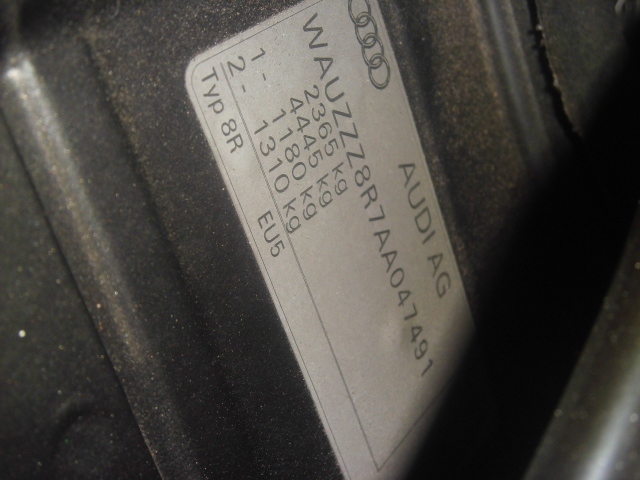 AUDI AG
WAUZZZ8R7AA047491
2365 kg
4445 kg
1 - 1180 kg
2 - 1310 kg
Typ 8R EU5